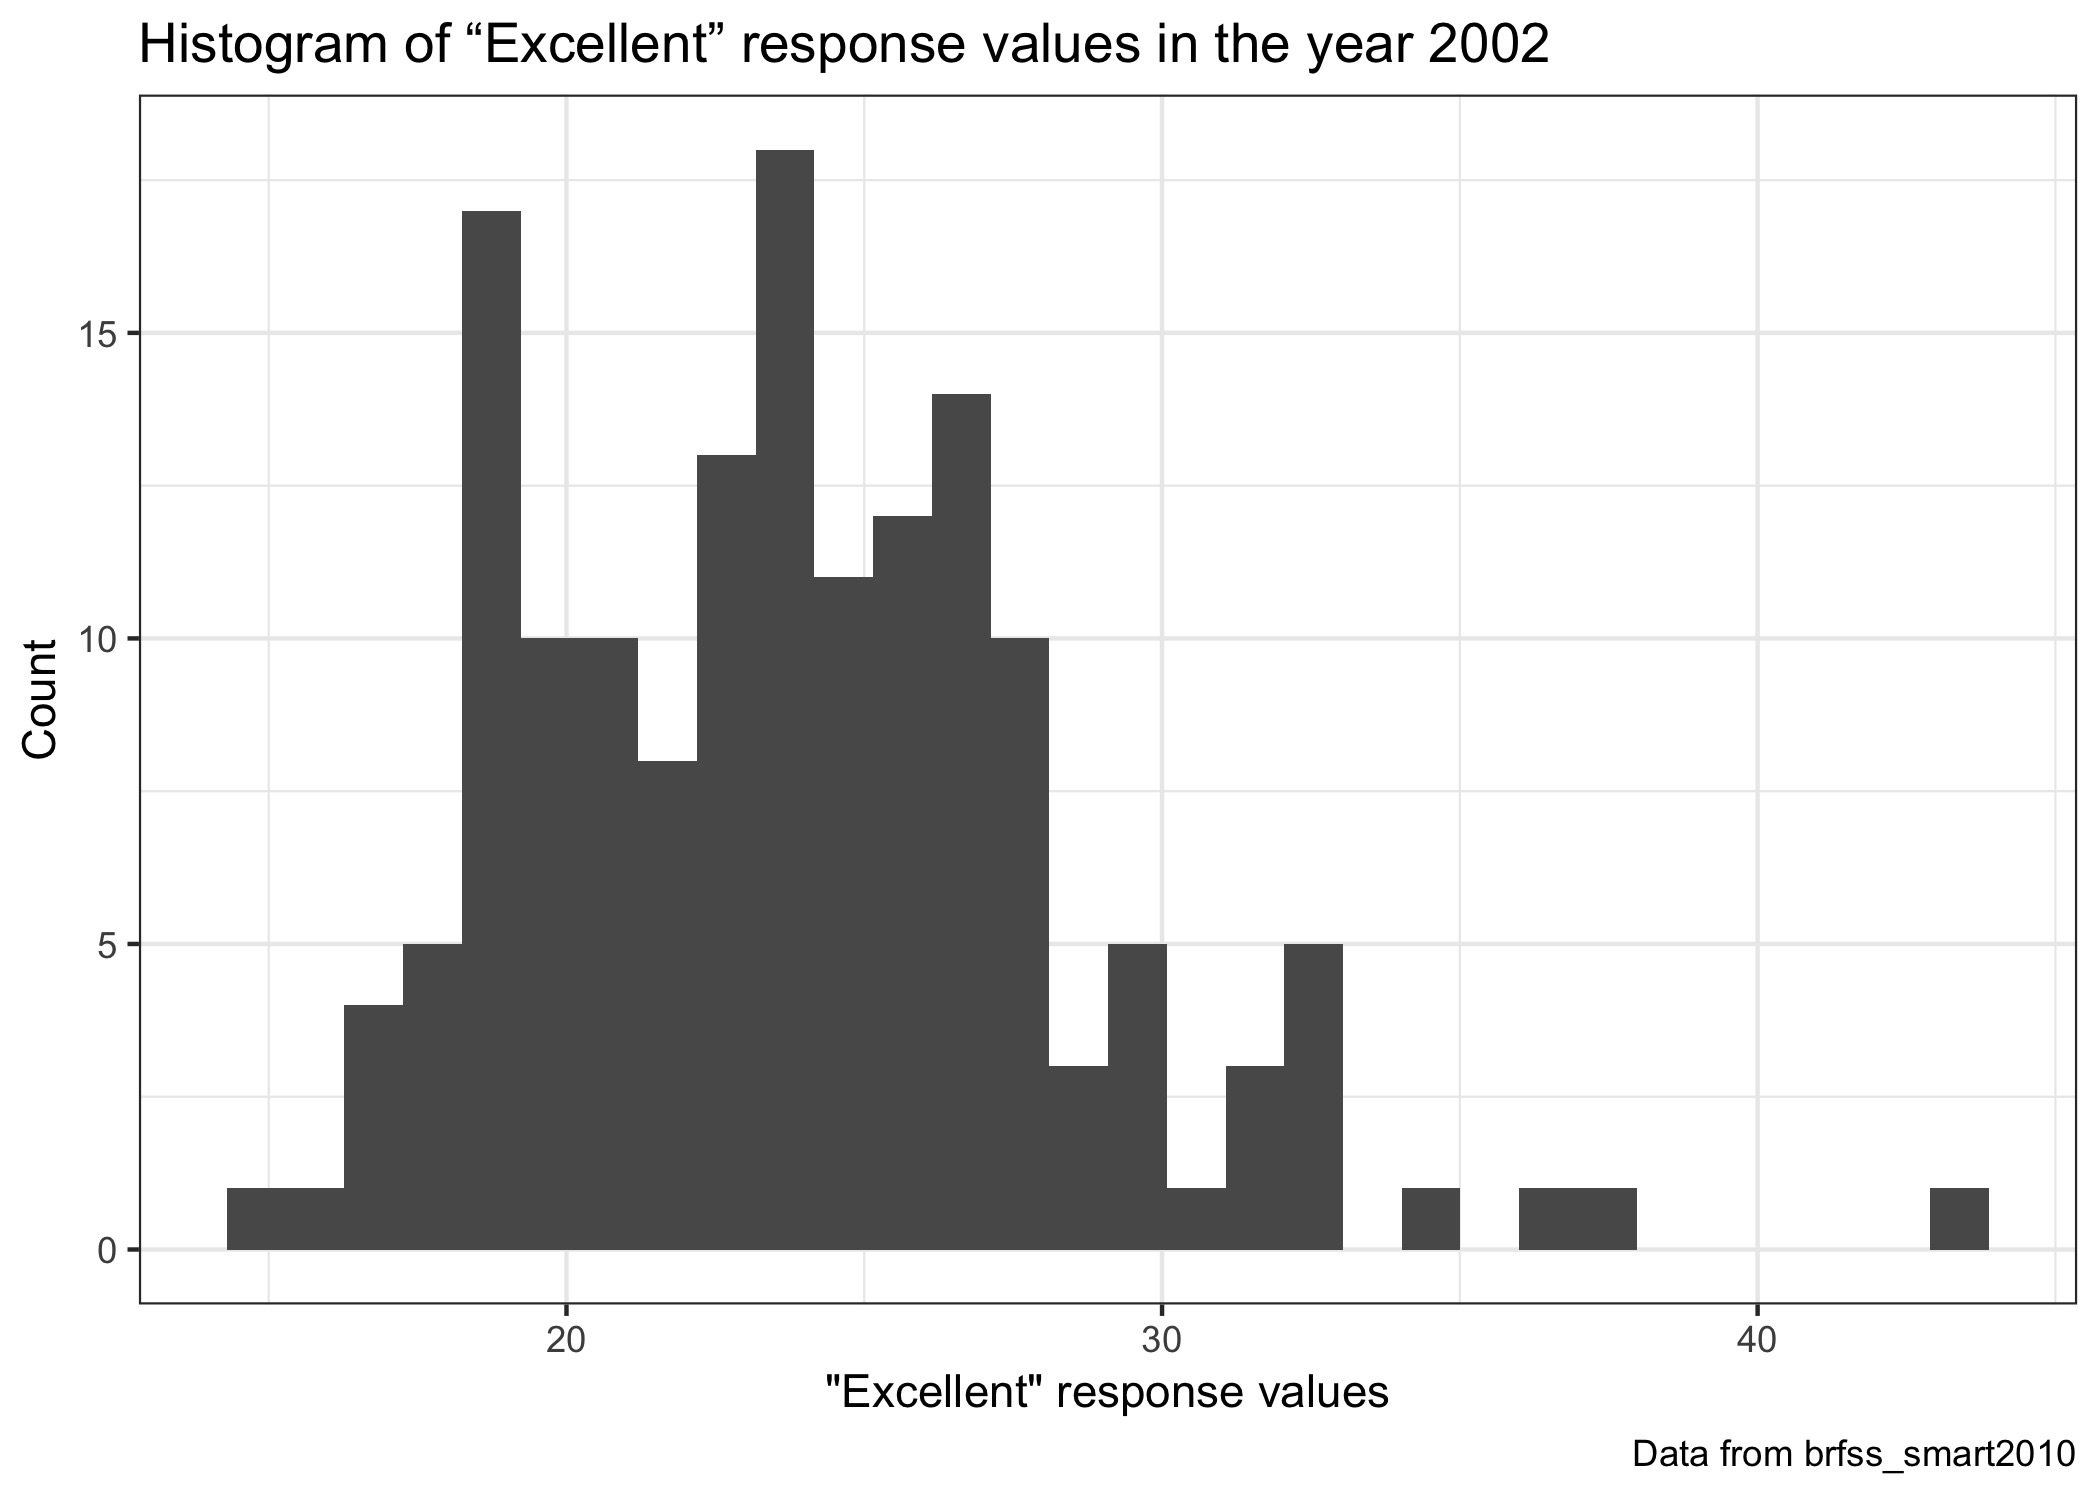 Histogram of “Excellent” response values in the year 2002
Count
15
10
5
0
20 30 40
"Excellent" response values
Data from brfss_smart2010